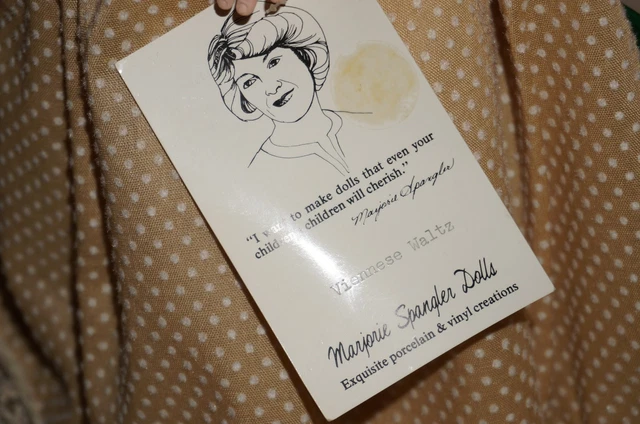 "I want to make dolls that even your
children's children will cherish."
Marjorie Spangler
Viennese Waltz
Marjorie Spangler Dolls
Exquisite porcelain & vinyl creations